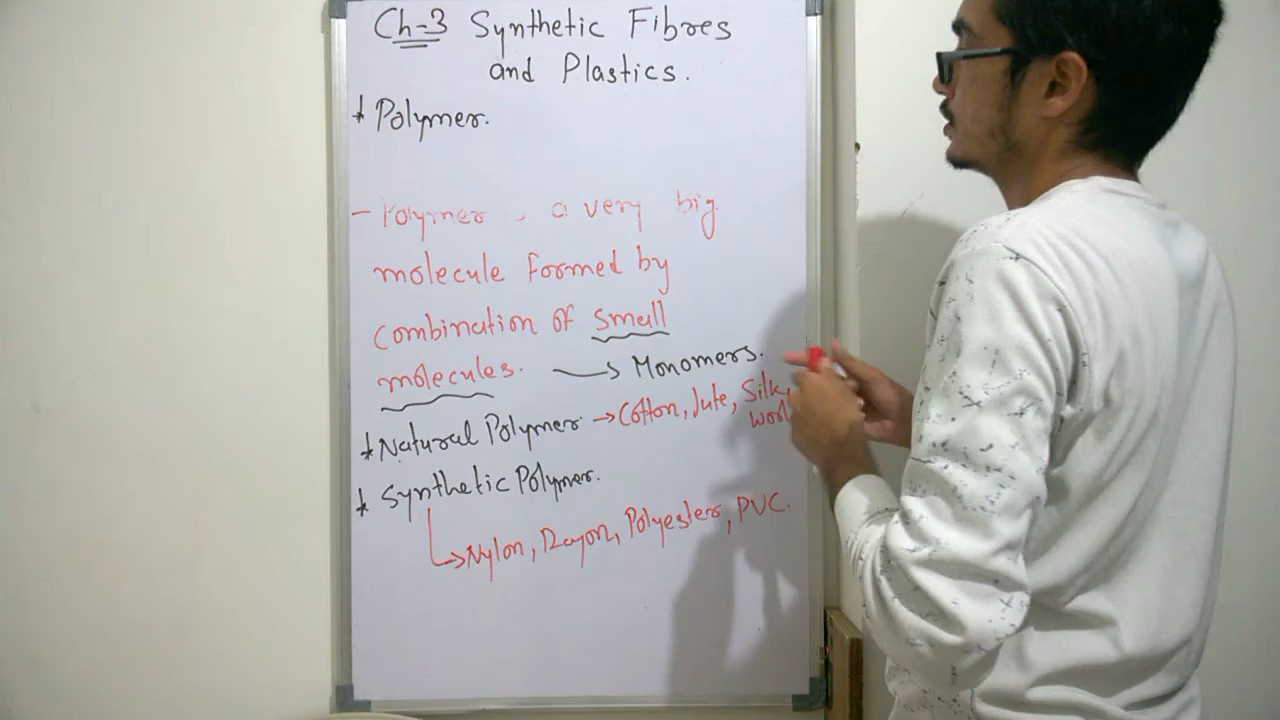 Ch-3 Synthetic Fibres
and Plastics.
* Polymer.
- Polymer, a very big
molecule formed by
combination of small
molecules. → Monomers.
* Natural Polymer → Cotton, Jute, Silk,
wool
* Synthetic Polymer.
↳ Nylon, Rayon, Polyester, PVC.